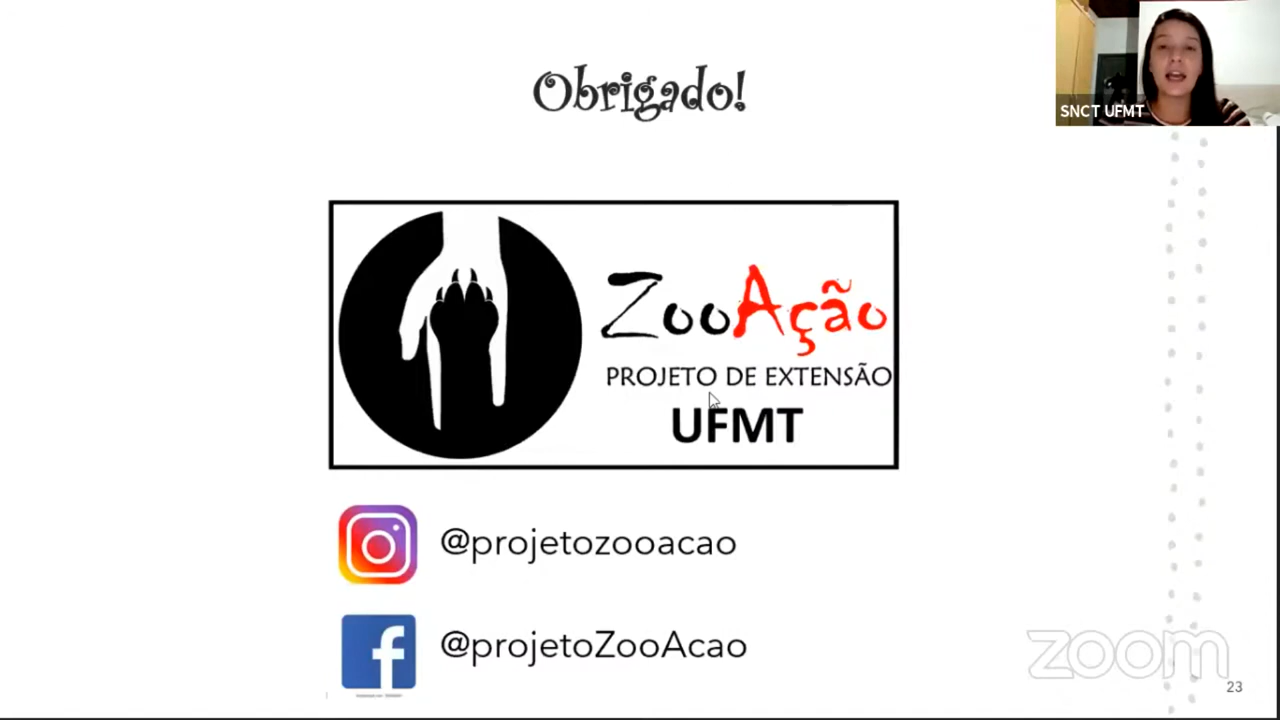 Obrigado!
SNCT UFMT
ZooAção
PROJETO DE EXTENSÃO
UFMT
@projetozooacao
@projetoZooAcao
zoom
23